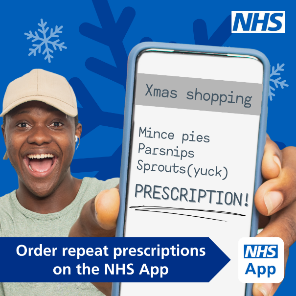 NHS
Xmas shopping
Mince pies
Parsnips
Sprouts(yuck)
PRESCRIPTION!
Order repeat prescriptions
on the NHS App
NHS
App